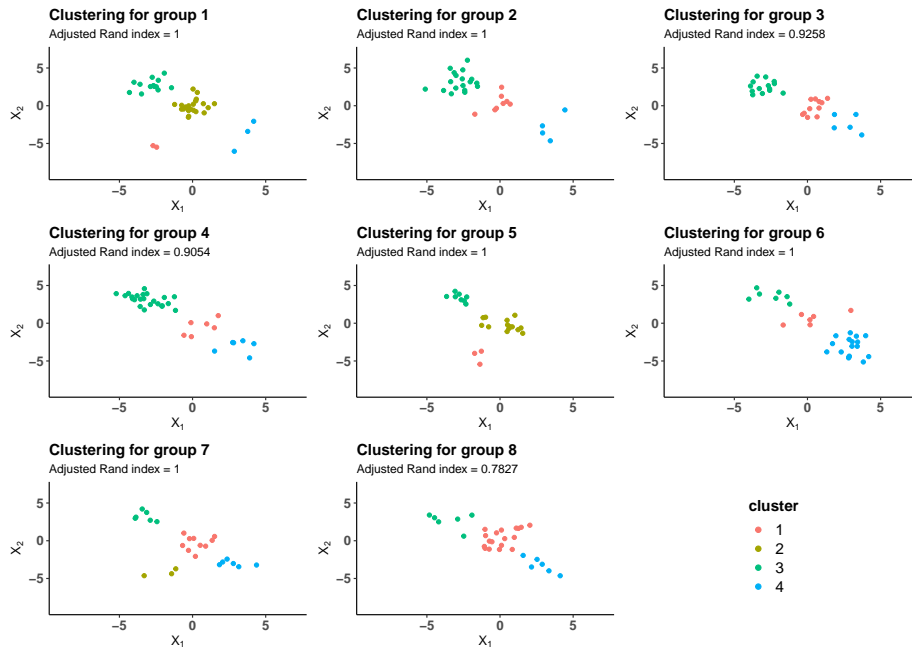 Clustering for group 1
Adjusted Rand index = 1
5
0
−5
X2
−5
0
5
X1
Clustering for group 2
Adjusted Rand index = 1
5
0
−5
X2
−5
0
5
X1
Clustering for group 3
Adjusted Rand index = 0.9258
5
0
−5
X2
−5
0
5
X1
Clustering for group 4
Adjusted Rand index = 0.9054
5
0
−5
X2
−5
0
5
X1
Clustering for group 5
Adjusted Rand index = 1
5
0
−5
X2
−5
0
5
X1
Clustering for group 6
Adjusted Rand index = 1
5
0
−5
X2
−5
0
5
X1
Clustering for group 7
Adjusted Rand index = 1
5
0
−5
X2
−5
0
5
X1
Clustering for group 8
Adjusted Rand index = 0.7827
5
0
−5
X2
−5
0
5
X1
cluster
1
2
3
4